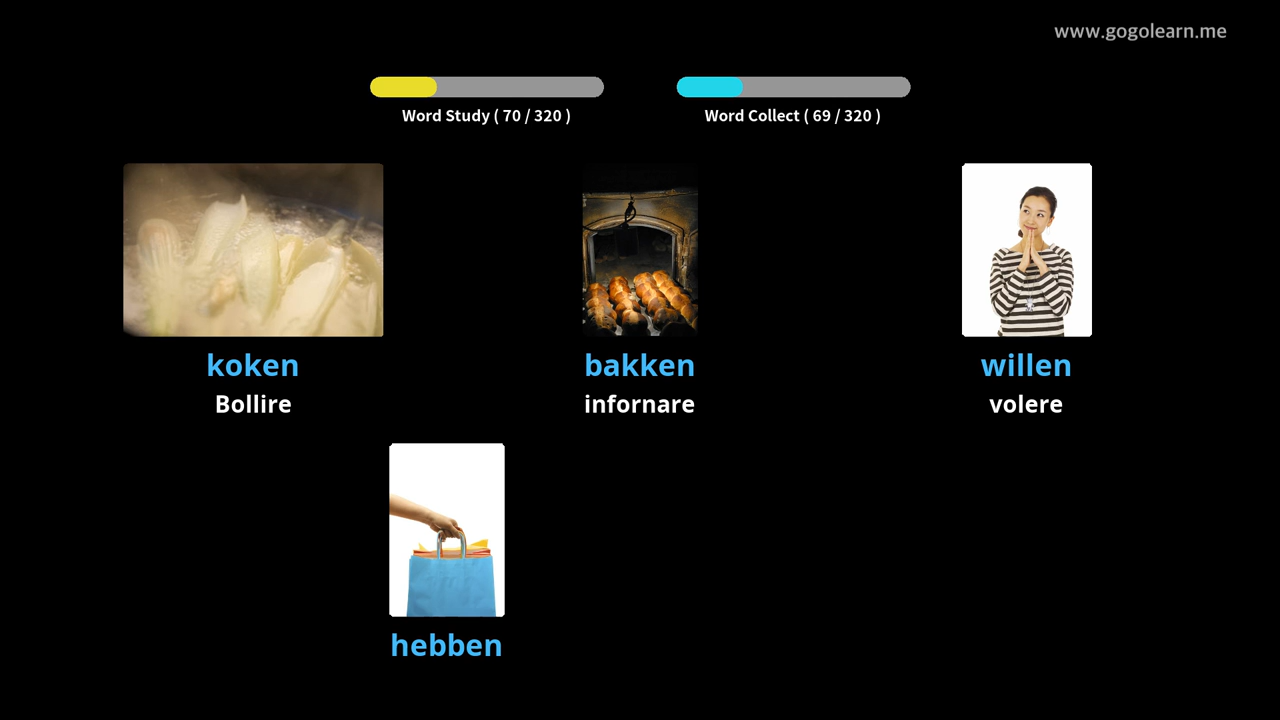 www.gogolearn.me
Word Study ( 70 / 320 )
Word Collect ( 69 / 320 )
koken
bakken
willen
Bollire
infornare
volere
hebben